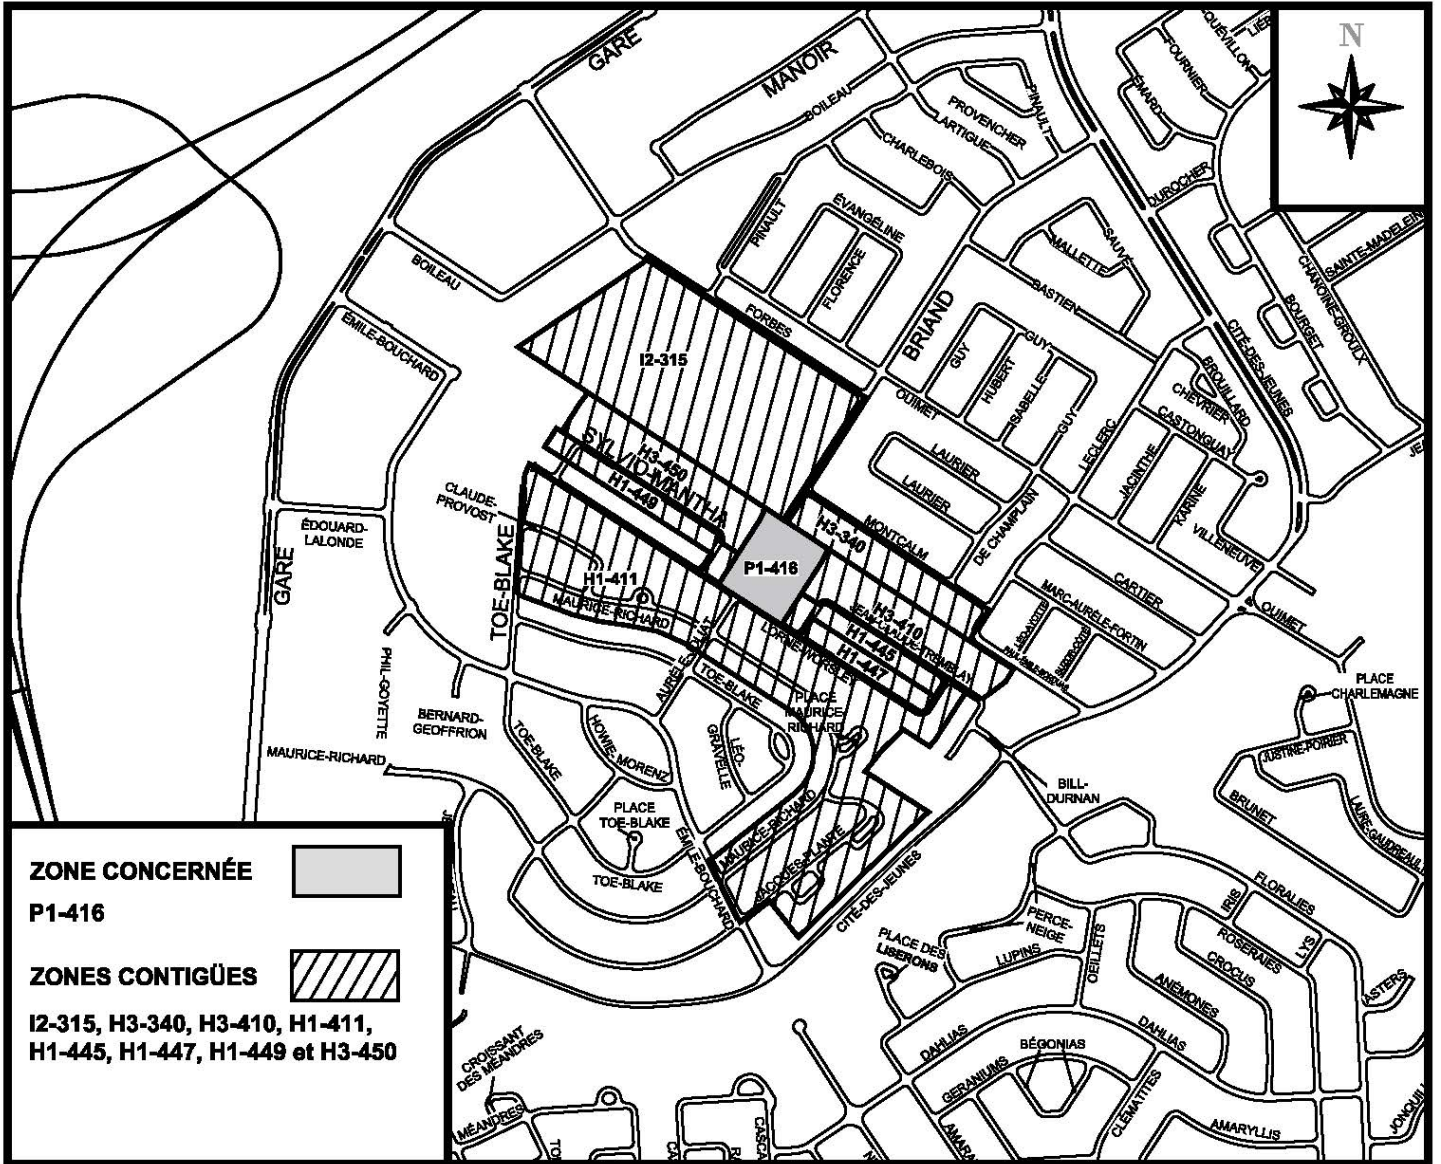 N
GARE
MANOIR
BOILEAU
PROVENCHER
PINAULT
LARTIGUE
CHARLEBOIS
FOURNIER
ÉMARD
DUROCHER
PINAULT
ÉVANGÉLINE
FLORENCE
MALLETTE
SAUVÉ
BASTIEN
SAINTE-MADELEIN
CHANOINE-GROULX
BOURGET
CITÉ-DES-JEUNES
BOILEAU
ÉMILE-BOUCHARD
FORBES
I2-315
BRIAND
GUY
GUY
HUBERT
ISABELLE
GUY
BROUILLARD
CHEVRIER
CASTONGUAY
OUIMET
LECLERC
LAURIER
LAURIER
JACINTHE
KARINE
VILLENEUVE
SYLVIO-MANTHA
H3-450
H1-449
CLAUDE-
PROVOST
MONTCALM
DE CHAMPLAIN
H3-340
P1-416
ÉDOUARD-
LALONDE
GARE
TOE-BLAKE
H1-411
MAURICE-RICHARD
CARTIER
MARC-AURÈLE-FORTIN
OUIMET
H3-410
JEAN-CLAUDE-TREMBLAY
H1-445
H1-447
LORNE-WORSLEY
PHIL-GOYETTE
TOE-BLAKE
PLACE
MAURICE-
RICHARD
PLACE
CHARLEMAGNE
BERNARD-
GEOFFRION
MAURICE-RICHARD
TOE-BLAKE
HOWIE-MORENZ
LÉO-
GRAVELLE
JUSTINE-POIRIER
BRUNET
LAURE-GAUDREAUL
BILL-
DURNAN
PLACE
TOE-BLAKE
TOE-BLAKE
ÉMILE-BOUCHARD
MAURICE-RICHARD
JACQUES-PLANTE
CITÉ-DES-JEUNES
ZONE CONCERNÉE
P1-416
ZONES CONTIGÜES
I2-315, H3-340, H3-410, H1-411,
H1-445, H1-447, H1-449 et H3-450
PERCE-
NEIGE
PLACE DES
LISERONS
LUPINS
OEILLETS
IRIS
FLORALIES
LYS
ROSERAIES
CROCUS
ANÉMONES
ASTERS
DAHLIAS
DAHLIAS
BÉGONIAS
GERANIUMS
CLÉMATITES
AMARYLLIS
JONQUIL
CROISSANT
DES MÉANDRES
MÉANDRES
CASCA